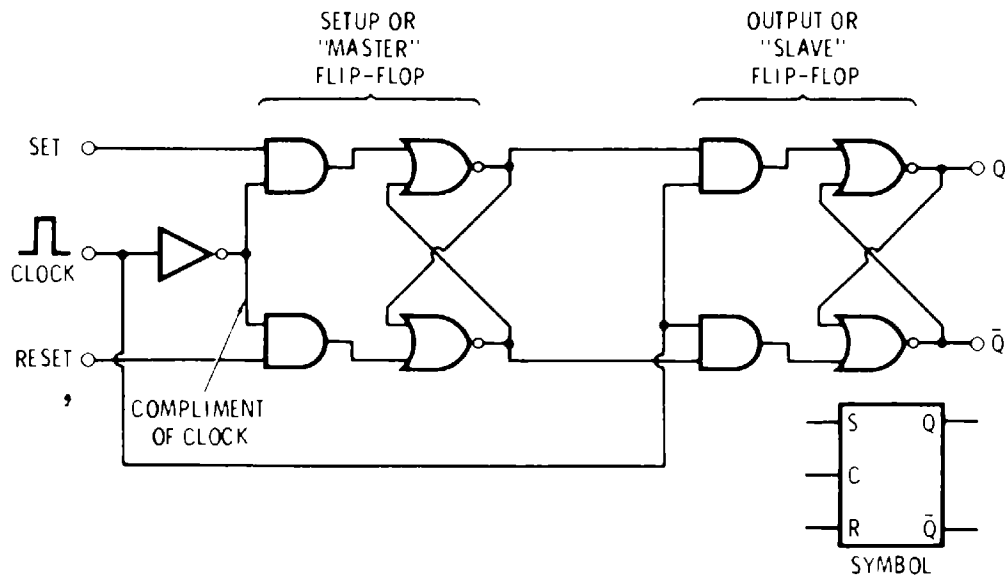 SETUP OR
"MASTER"
FLIP-FLOP
OUTPUT OR
"SLAVE"
FLIP-FLOP
SET
Q
CLOCK
RESET
Q̄
,
COMPLIMENT
OF CLOCK
S Q
C
R Q̄
SYMBOL